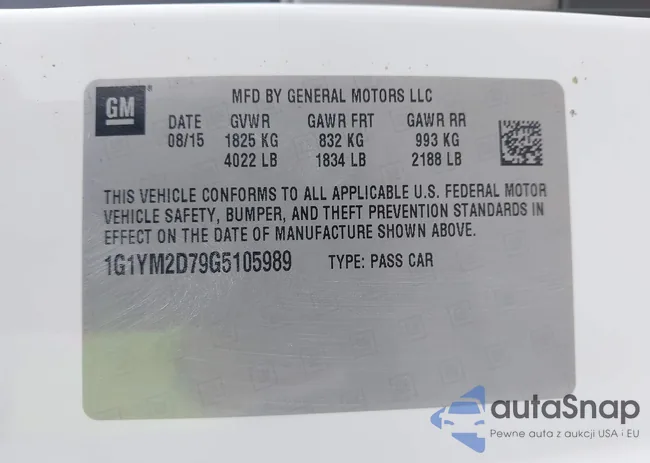 GM
MFD BY GENERAL MOTORS LLC
DATE GVWR GAWR FRT GAWR RR
08/15 1825 KG 832 KG 993 KG
4022 LB 1834 LB 2188 LB
THIS VEHICLE CONFORMS TO ALL APPLICABLE U.S. FEDERAL MOTOR
VEHICLE SAFETY, BUMPER, AND THEFT PREVENTION STANDARDS IN
EFFECT ON THE DATE OF MANUFACTURE SHOWN ABOVE.
1G1YM2D79G5105989 TYPE: PASS CAR
autaSnap
Pewne auta z aukcji USA i EU